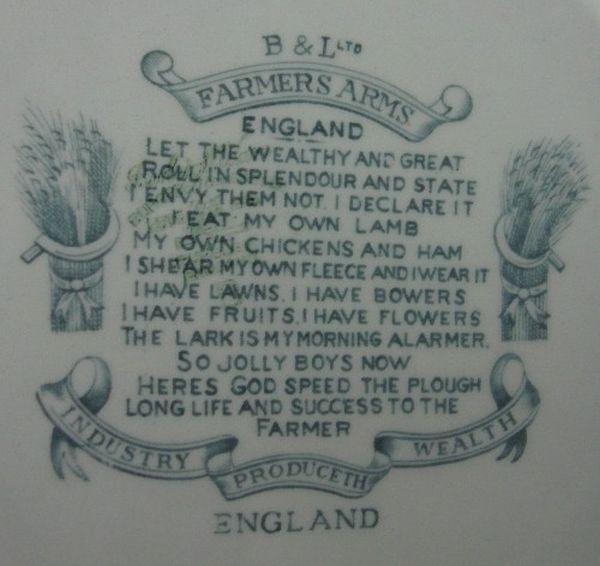 B & L LTD
FARMERS ARMS
ENGLAND
LET THE WEALTHY AND GREAT
ROLL IN SPLENDOUR AND STATE
I ENVY THEM NOT, I DECLARE IT
I EAT MY OWN LAMB
MY OWN CHICKENS AND HAM
I SHEAR MY OWN FLEECE AND I WEAR IT
I HAVE LAWNS, I HAVE BOWERS
I HAVE FRUITS, I HAVE FLOWERS
THE LARK IS MY MORNING ALARMER.
SO JOLLY BOYS NOW
HERES GOD SPEED THE PLOUGH
LONG LIFE AND SUCCESS TO THE
FARMER
INDUSTRY PRODUCETH WEALTH
ENGLAND